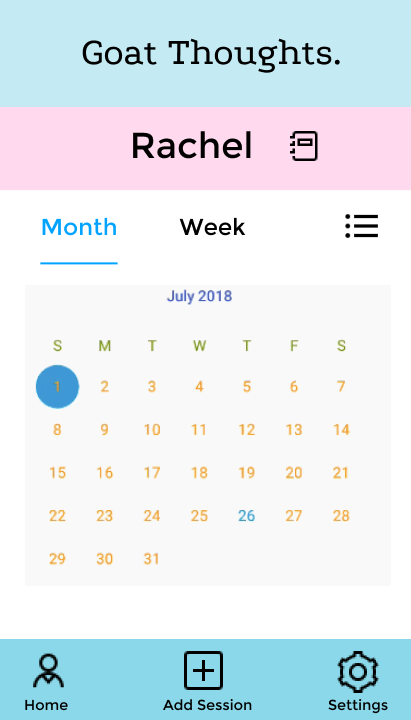 Goat Thoughts.
Rachel
Month Week
July 2018
S M T W T F S
1 2 3 4 5 6 7
8 9 10 11 12 13 14
15 16 17 18 19 20 21
22 23 24 25 26 27 28
29 30 31
Home Add Session Settings